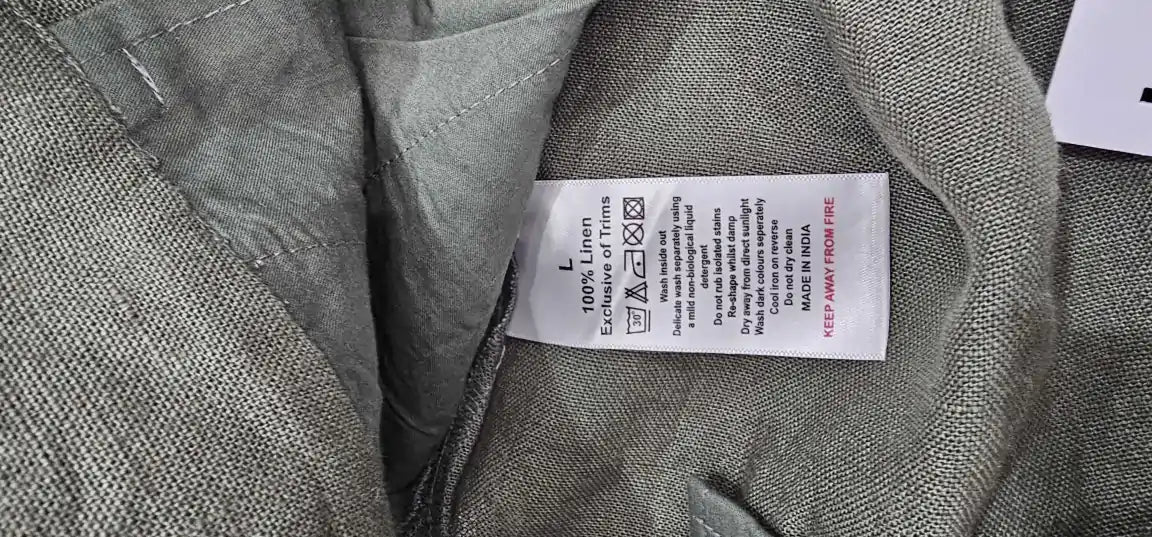 L
100% Linen
Exclusive of Trims
30°
Wash inside out
Delicate wash separately using
a mild non-biological liquid
detergent
Do not rub isolated stains
Re-shape whilst damp
Dry away from direct sunlight
Wash dark colours seperately
Cool iron on reverse
Do not dry clean
MADE IN INDIA
KEEP AWAY FROM FIRE